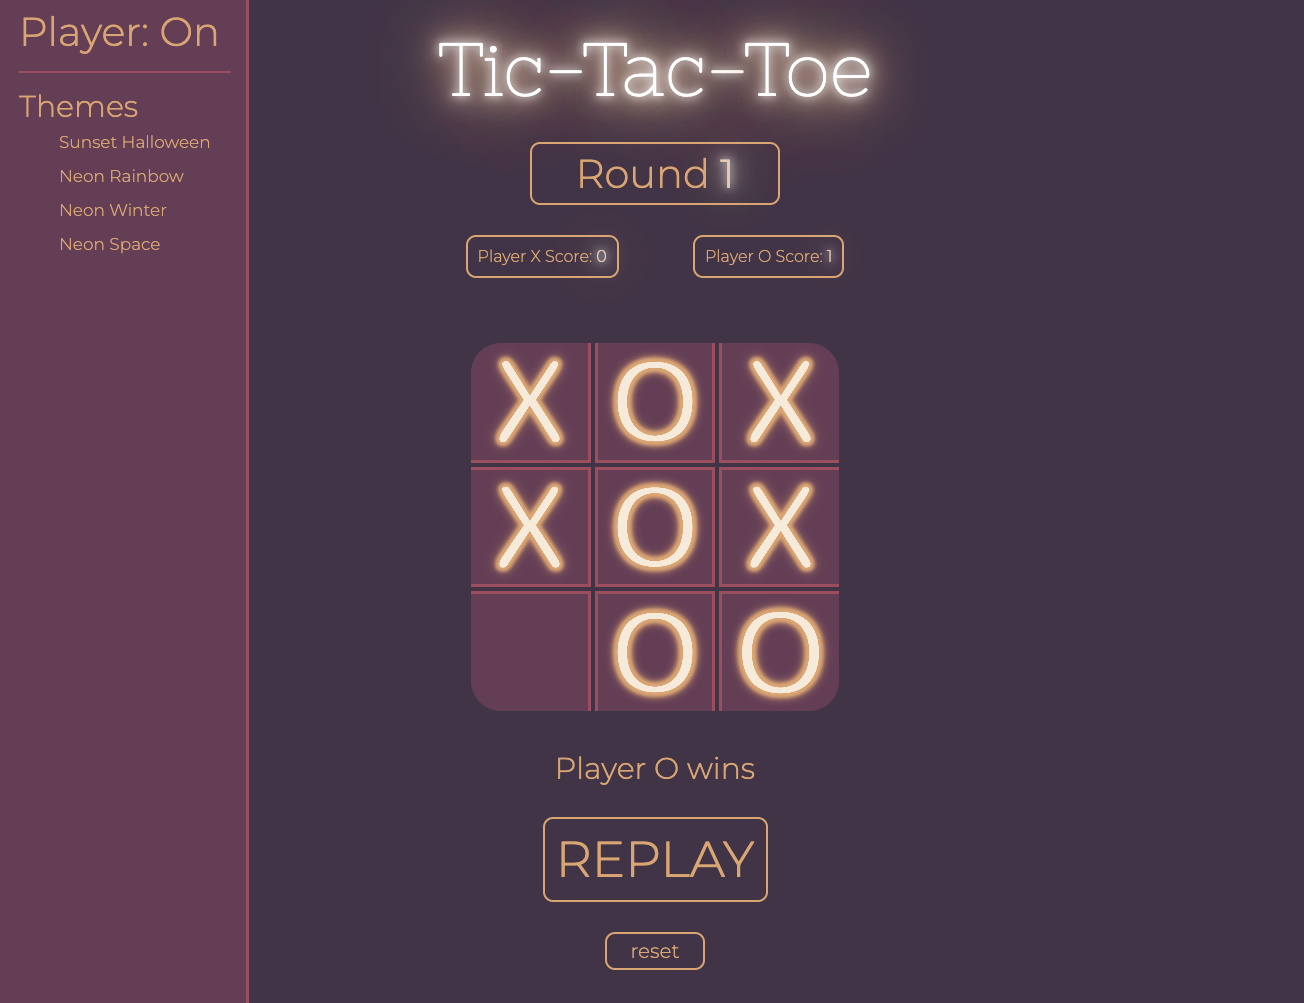 Player: On
Themes
Sunset Halloween
Neon Rainbow
Neon Winter
Neon Space
Tic-Tac-Toe
Round 1
Player X Score: 0
Player O Score: 1
X O X
X O X
O O
Player O wins
REPLAY
reset